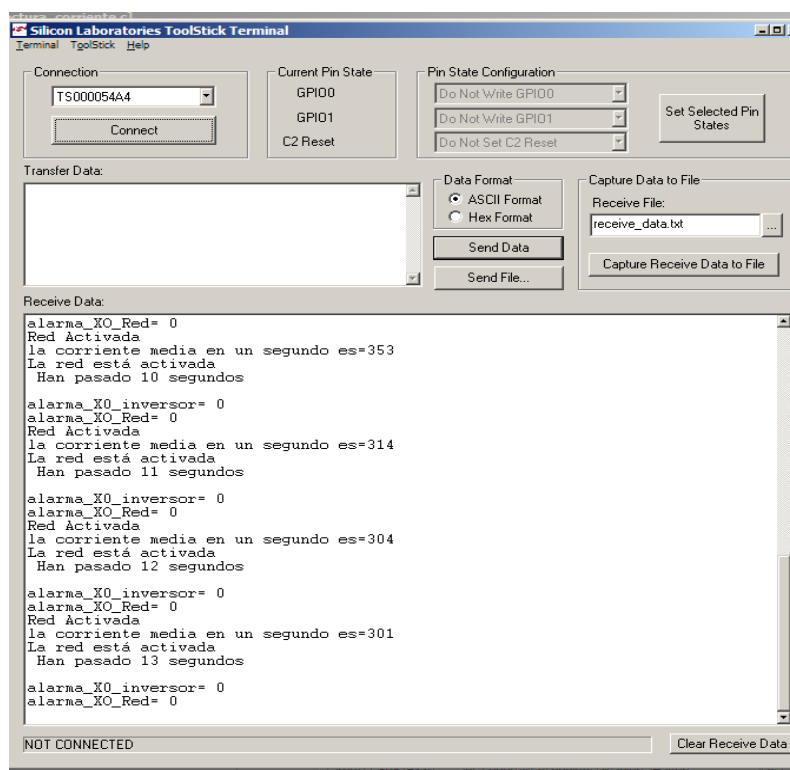 ctura corriente c]
Silicon Laboratories ToolStick Terminal
Terminal ToolStick Help
Connection
TS000054A4
Connect
Current Pin State
GPIO0
GPIO1
C2 Reset
Pin State Configuration
Do Not Write GPIO0
Do Not Write GPIO1
Do Not Set C2 Reset
Set Selected Pin
States
Transfer Data:
Data Format
ASCII Format
Hex Format
Send Data
Send File...
Capture Data to File
Receive File:
receive_data.txt
...
Capture Receive Data to File
Receive Data:
alarma_XO_Red= 0
Red Activada
la corriente media en un segundo es=353
La red está activada
Han pasado 10 segundos
alarma_X0_inversor= 0
alarma_XO_Red= 0
Red Activada
la corriente media en un segundo es=314
La red está activada
Han pasado 11 segundos
alarma_X0_inversor= 0
alarma_XO_Red= 0
Red Activada
la corriente media en un segundo es=304
La red está activada
Han pasado 12 segundos
alarma_X0_inversor= 0
alarma_XO_Red= 0
Red Activada
la corriente media en un segundo es=301
La red está activada
Han pasado 13 segundos
alarma_X0_inversor= 0
alarma_XO_Red= 0
NOT CONNECTED
Clear Receive Data